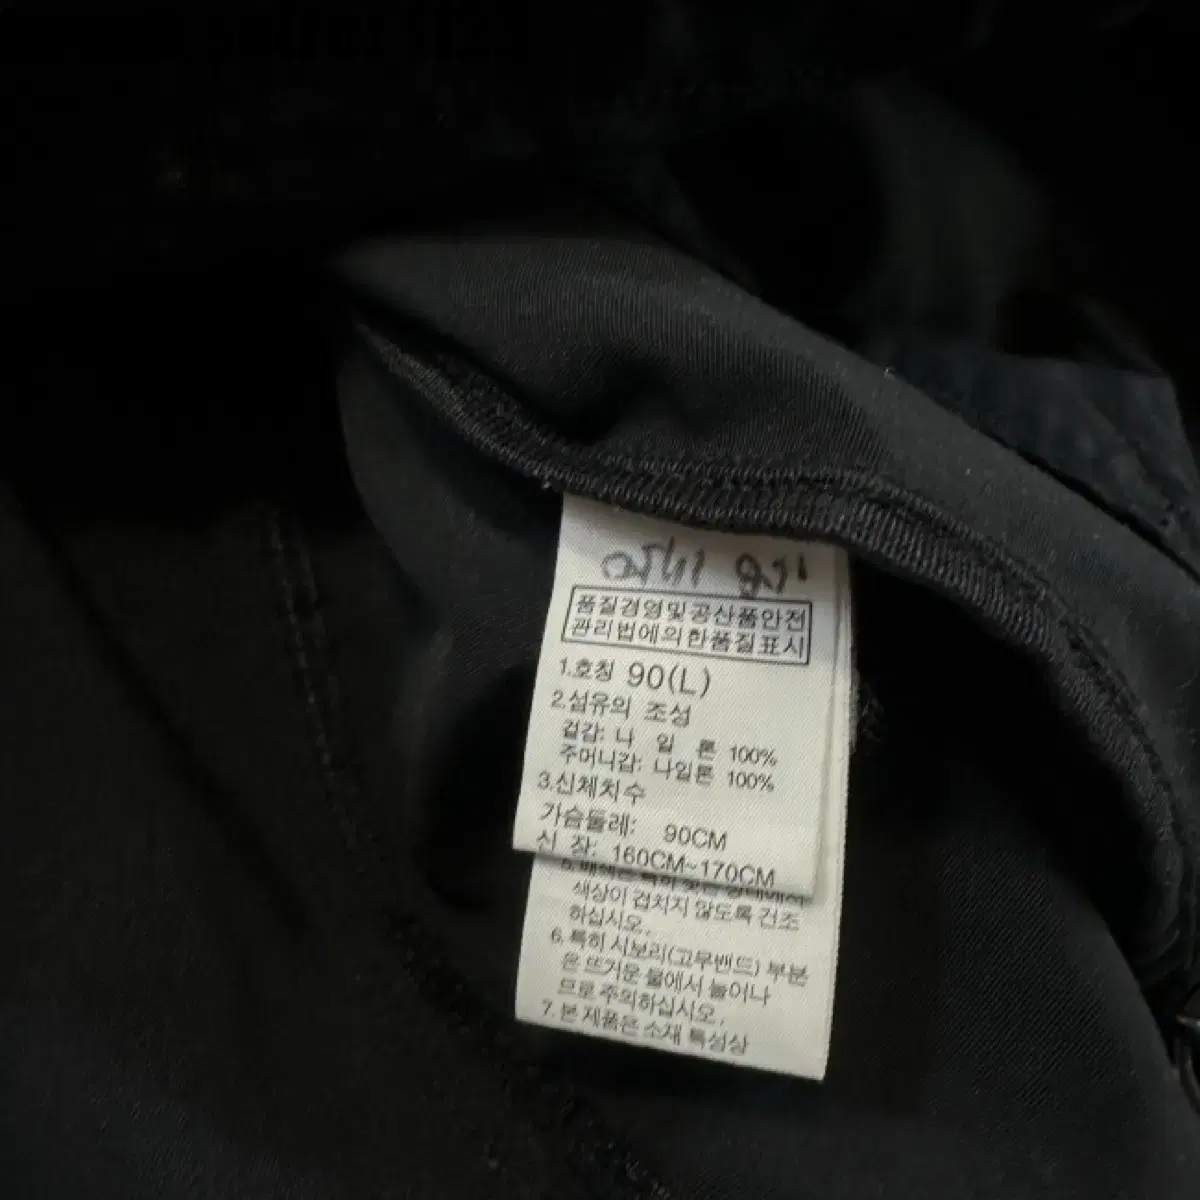 품질경영및공산품안전
관리법에의한품질표시
1.호칭 90(L)
2.섬유의 조성
겉감: 나 일 론 100%
주머니감: 나일론 100%
3.신체치수
가슴둘레: 90CM
신 장: 160CM~170CM
색상이 겹치지 않도록 건조
하십시오.
6.특히 시보리(고무밴드) 부분
은 뜨거운 물에서 늘어나
므로 주의하십시오.
7.본 제품은 소재 특성상